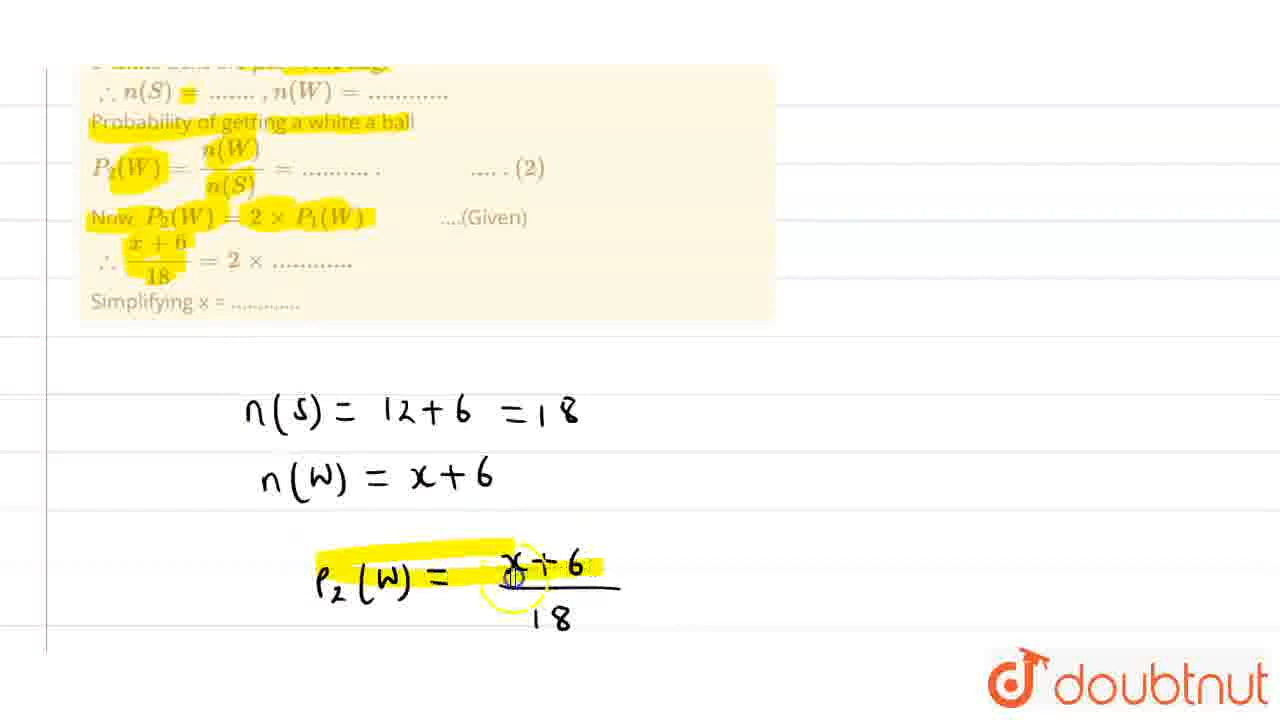 ∴ n(S) = ....... , n(W) = ............
Probability of getting a white a ball
P₂(W) = n(W)/n(S) = .......... . ..... . (2)
Now, P₂(W) = 2 × P₁(W) ....(Given)
∴ x + 6/18 = 2 × ............
Simplifying x = .............
n(S) = 12 + 6 = 18
n(W) = x + 6
P₂(W) = x + 6/18
doubtnut